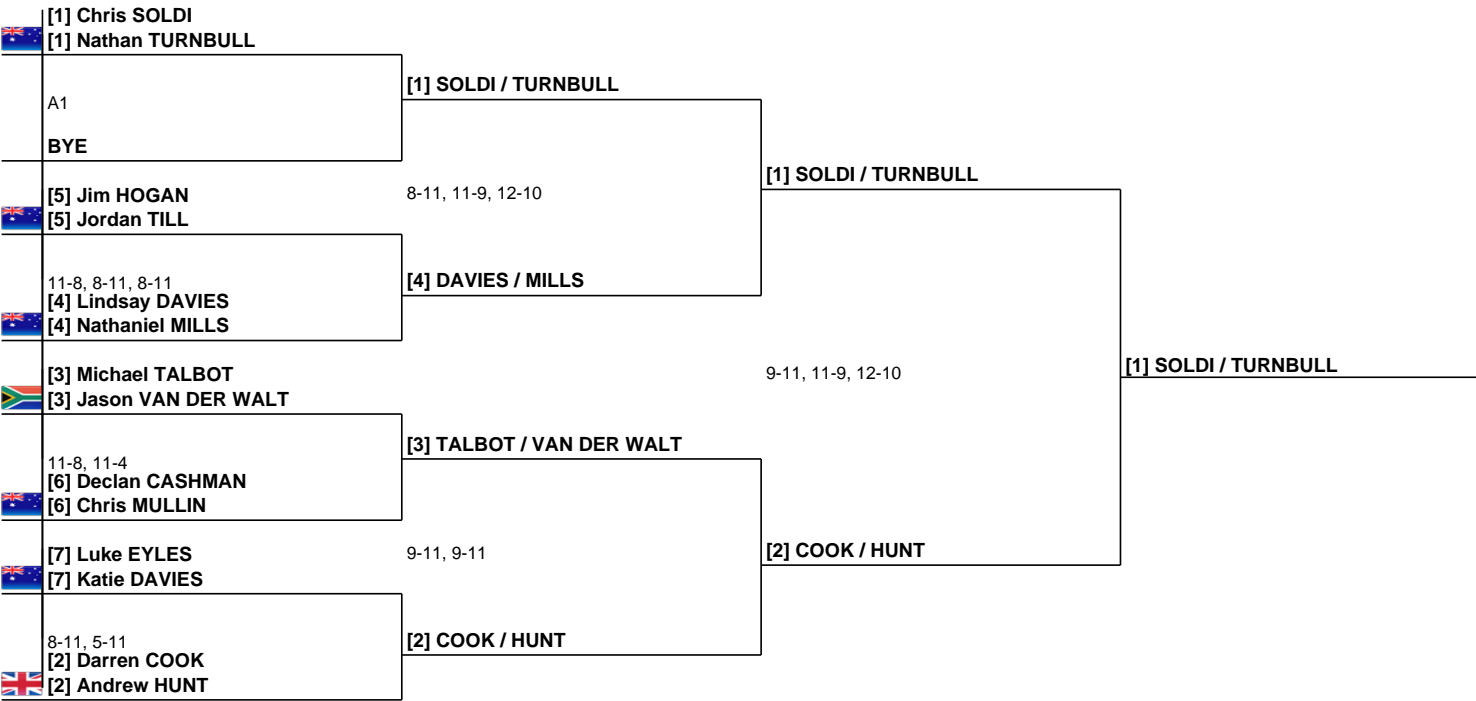 [1] Chris SOLDI
[1] Nathan TURNBULL
[1] SOLDI / TURNBULL
A1
BYE
[1] SOLDI / TURNBULL
[5] Jim HOGAN
8-11, 11-9, 12-10
[5] Jordan TILL
11-8, 8-11, 8-11
[4] DAVIES / MILLS
[4] Lindsay DAVIES
[4] Nathaniel MILLS
[1] SOLDI / TURNBULL
[3] Michael TALBOT
9-11, 11-9, 12-10
[3] Jason VAN DER WALT
[3] TALBOT / VAN DER WALT
11-8, 11-4
[6] Declan CASHMAN
[6] Chris MULLIN
[2] COOK / HUNT
[7] Luke EYLES
9-11, 9-11
[7] Katie DAVIES
8-11, 5-11
[2] COOK / HUNT
[2] Darren COOK
[2] Andrew HUNT